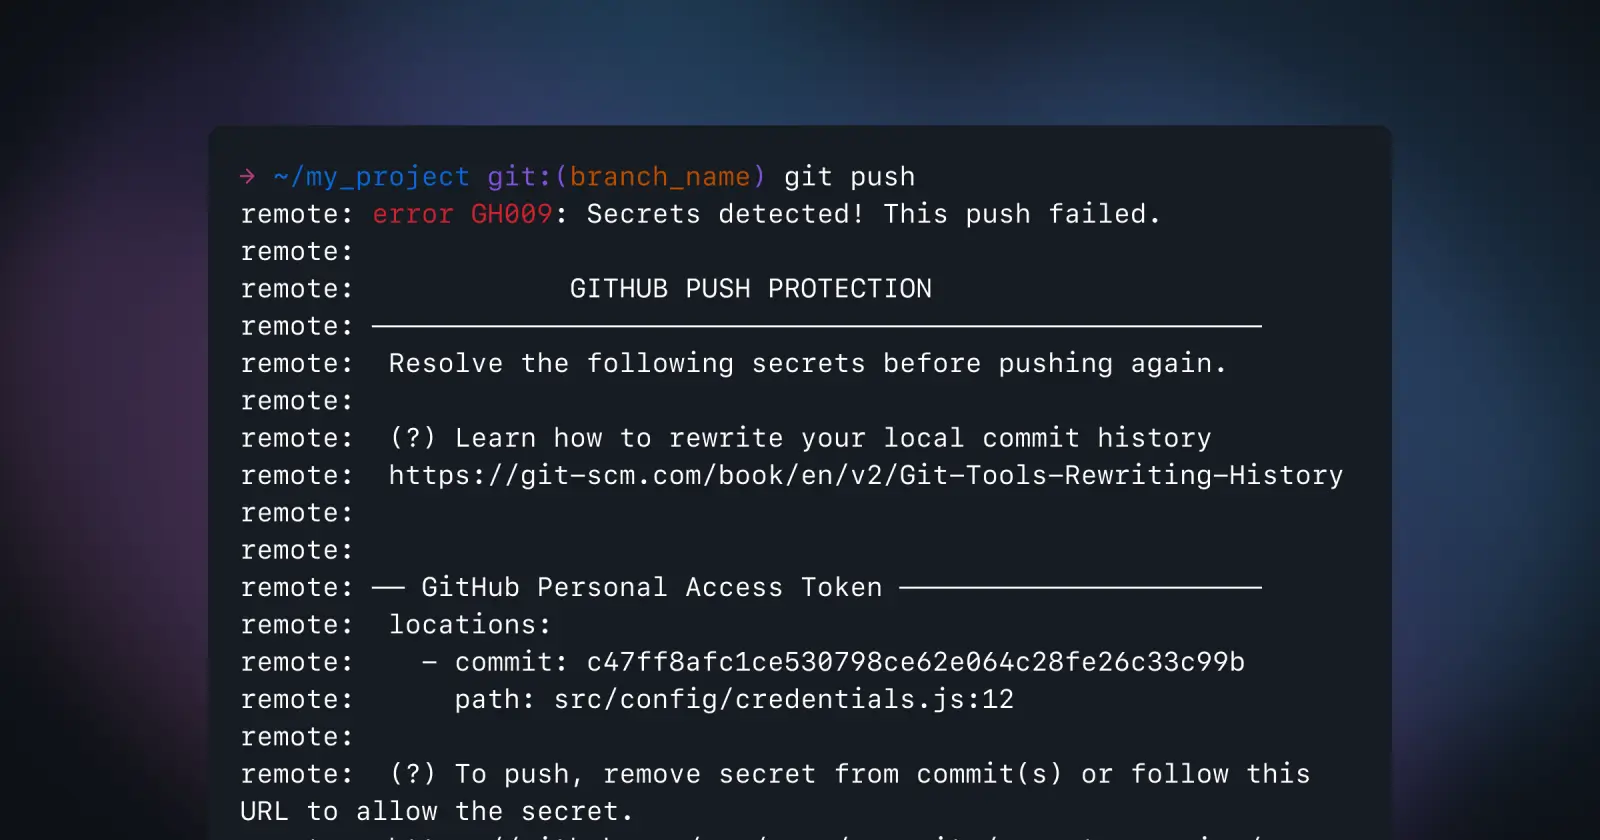 → ~/my_project git:(branch_name) git push
remote: error GH009: Secrets detected! This push failed.
remote:
remote: GITHUB PUSH PROTECTION
remote: ──────────────────────────────
remote: Resolve the following secrets before pushing again.
remote:
remote: (?) Learn how to rewrite your local commit history
remote: https://git-scm.com/book/en/v2/Git-Tools-Rewriting-History
remote:
remote:
remote: —— GitHub Personal Access Token ——————————
remote: locations:
remote: – commit: c47ff8afc1ce530798ce62e064c28fe26c33c99b
remote: path: src/config/credentials.js:12
remote:
remote: (?) To push, remove secret from commit(s) or follow this
URL to allow the secret.